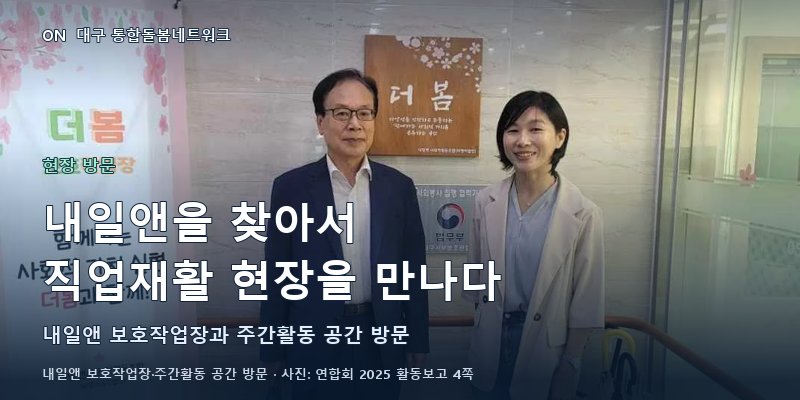 ON 대구 통합돌봄네트워크
더봄
현장 방문
내일앤을 찾아서
직업재활 현장을 만나다
내일앤 보호작업장과 주간활동 공간 방문
내일앤 보호작업장·주간활동 공간 방문 · 사진: 연합회 2025 활동보고 4쪽
더 봄
법무부